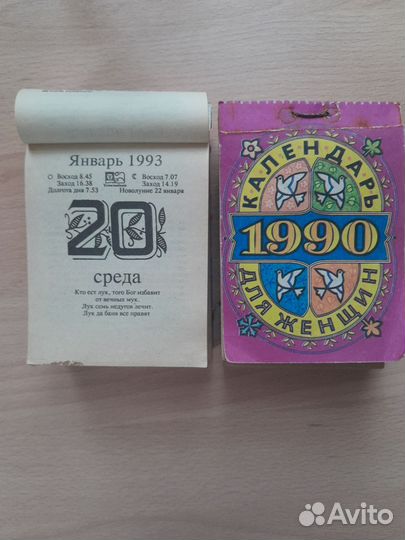 Январь 1993
Восход 8.45
Заход 16.38
Долгота дня 7.53
Восход 7.07
Заход 14.19
Новолуние 22 января
20
среда
Кто ест лук, того Бог избавит
от вечных мук.
Лук семь недугов лечит.
Лук да баня все правят
КАЛЕНДАРЬ
1990
ДЛЯ ЖЕНЩИН
Avito